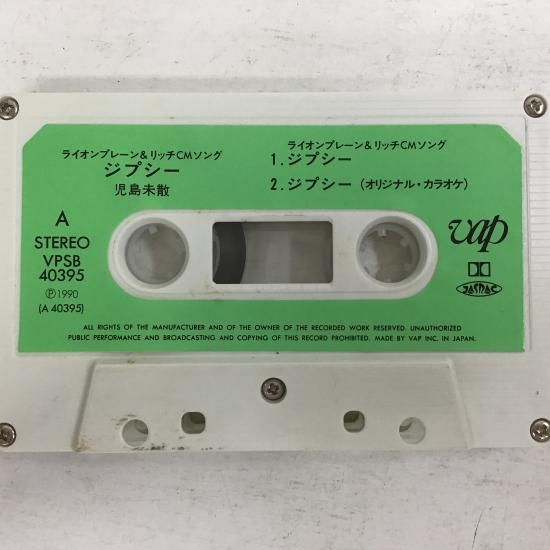 ライオンプレーン＆リッチCMソング
ジプシー
児島未散
ライオンプレーン＆リッチCMソング
1. ジプシー
2. ジプシー（オリジナル・カラオケ）
A
STEREO
VPSB
40395
Ⓟ1990
(A 40395)
vap
JASRAC
ALL RIGHTS OF THE MANUFACTURER AND OF THE OWNER OF THE RECORDED WORK RESERVED. UNAUTHORIZED
PUBLIC PERFORMANCE AND BROADCASTING AND COPYING OF THIS RECORD PROHIBITED. MADE BY VAP INC. IN JAPAN.